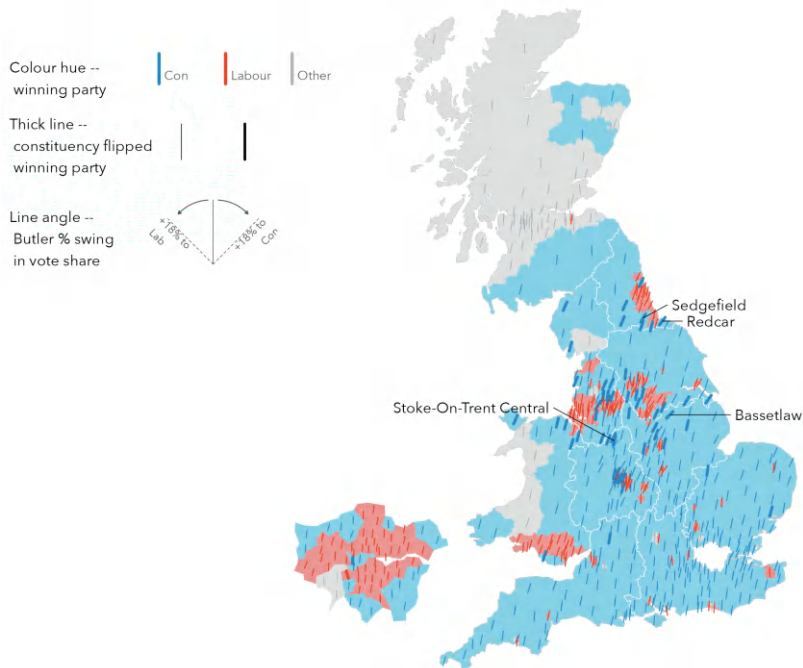 Colour hue --
winning party
Con
Labour
Other
Thick line --
constituency flipped
winning party
Line angle --
Butler % swing
in vote share
+18% to
Lab
+18% to
Con
Sedgefield
Redcar
Stoke-On-Trent Central
Bassetlaw